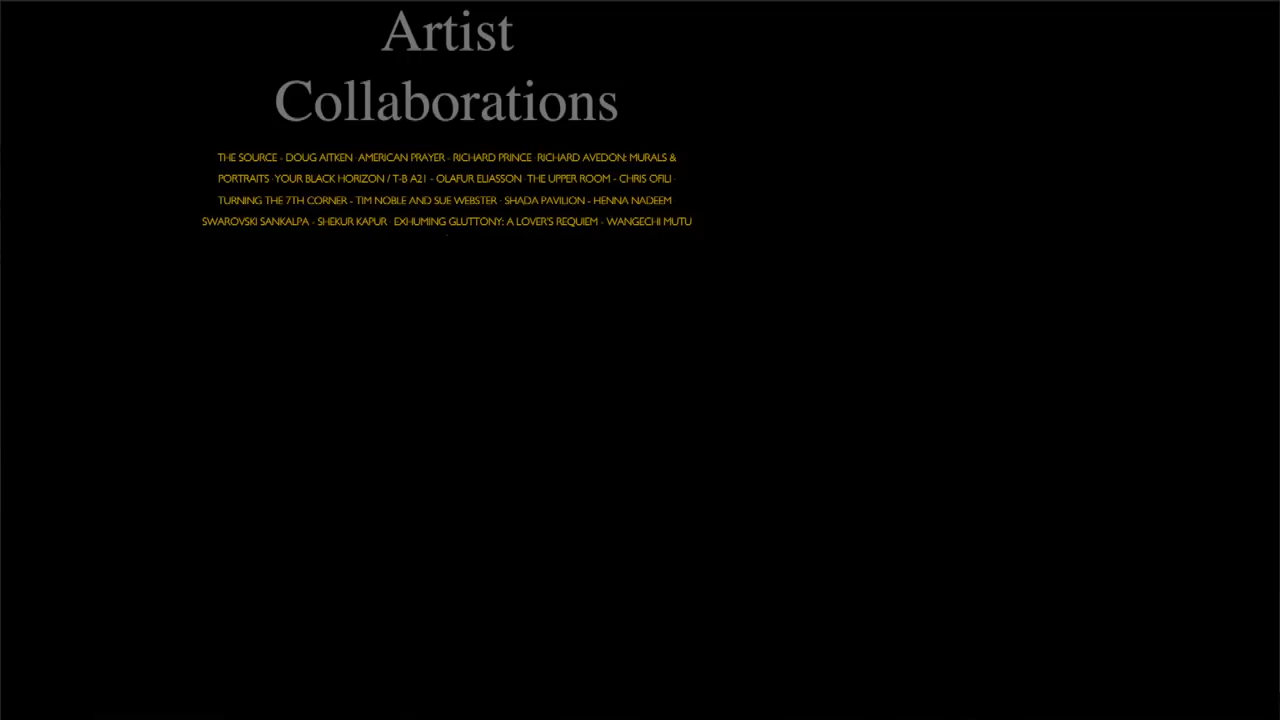 Artist
Collaborations
THE SOURCE - DOUG AITKEN · AMERICAN PRAYER - RICHARD PRINCE · RICHARD AVEDON: MURALS &
PORTRAITS · YOUR BLACK HORIZON / T-B A21 - OLAFUR ELIASSON · THE UPPER ROOM - CHRIS OFILI ·
TURNING THE 7TH CORNER - TIM NOBLE AND SUE WEBSTER · SHADA PAVILION - HENNA NADEEM ·
SWAROVSKI SANKALPA - SHEKUR KAPUR · EXHUMING GLUTTONY: A LOVER'S REQUIEM - WANGECHI MUTU
·